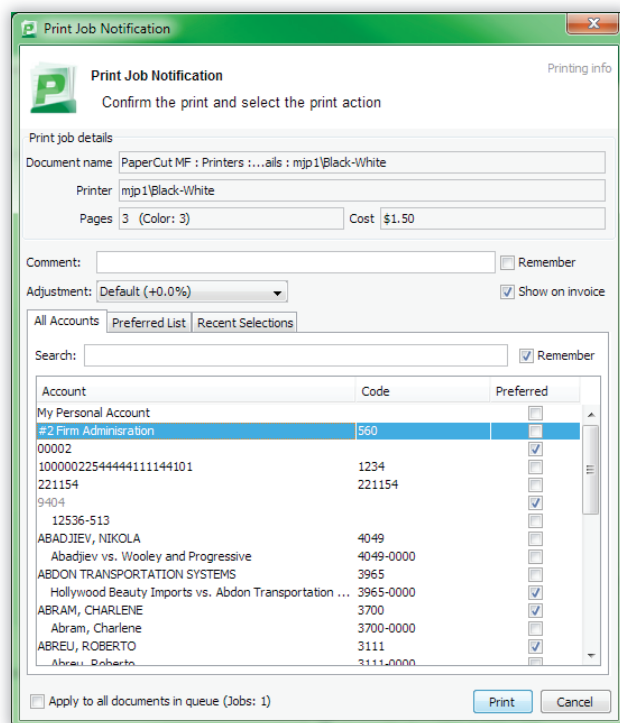 Print Job Notification
Print Job Notification
Printing info
Confirm the print and select the print action
Print job details
Document name PaperCut MF : Printers :...ails : mjp1\Black-White
Printer mjp1\Black-White
Pages 3 (Color: 3) Cost $1.50
Comment: Remember
Adjustment: Default (+0.0%) Show on invoice
All Accounts Preferred List Recent Selections
Search: Remember
Account Code Preferred
My Personal Account
#2 Firm Adminisration 560
00002
10000022544444111144101 1234
221154 221154
9404
12536-513
ABADJIEV, NIKOLA 4049
Abadjiev vs. Wooley and Progressive 4049-0000
ABDON TRANSPORTATION SYSTEMS 3965
Hollywood Beauty Imports vs. Abdon Transportation ... 3965-0000
ABRAM, CHARLENE 3700
Abram, Charlene 3700-0000
ABREU, ROBERTO 3111
Abreu, Roberto 3111-0000
Apply to all documents in queue (Jobs: 1) Print Cancel